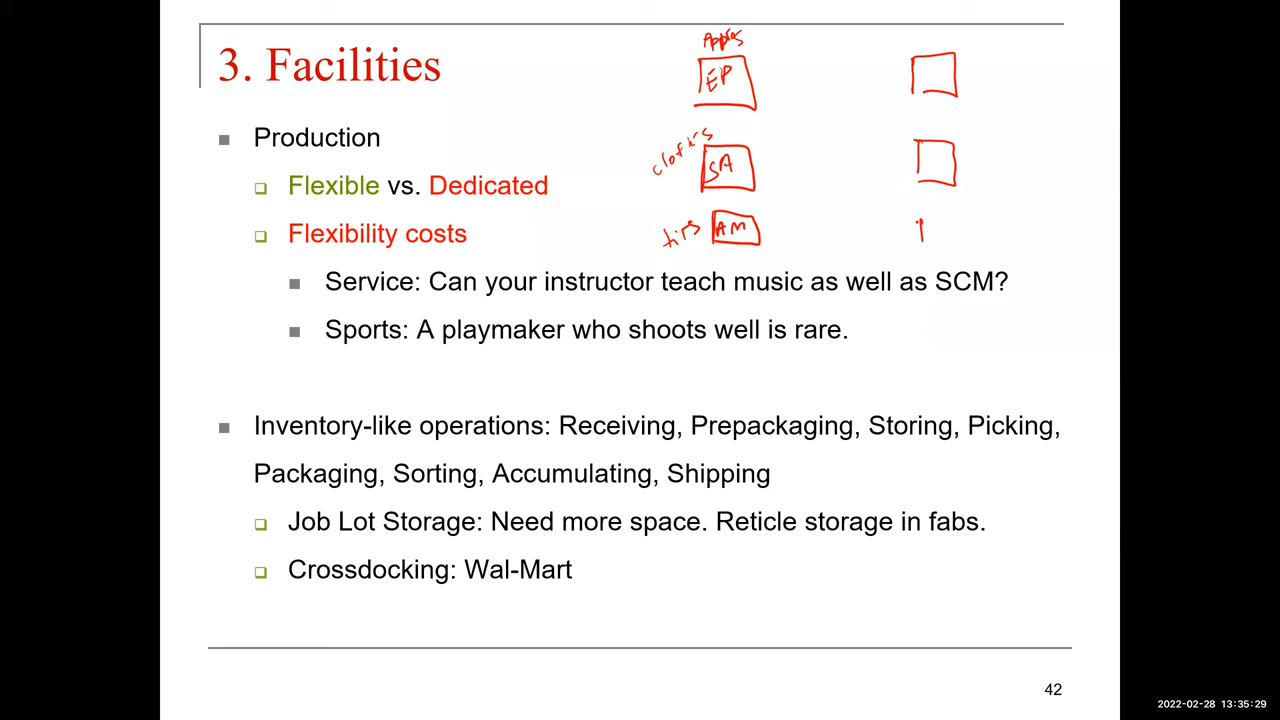 3. Facilities
Apples
EP
Production
clothes
SA
Flexible vs. Dedicated
AM
Flexibility costs
Service: Can your instructor teach music as well as SCM?
Sports: A playmaker who shoots well is rare.
Inventory-like operations: Receiving, Prepackaging, Storing, Picking,
Packaging, Sorting, Accumulating, Shipping
Job Lot Storage: Need more space. Reticle storage in fabs.
Crossdocking: Wal-Mart
42
2022-02-28 13:35:29